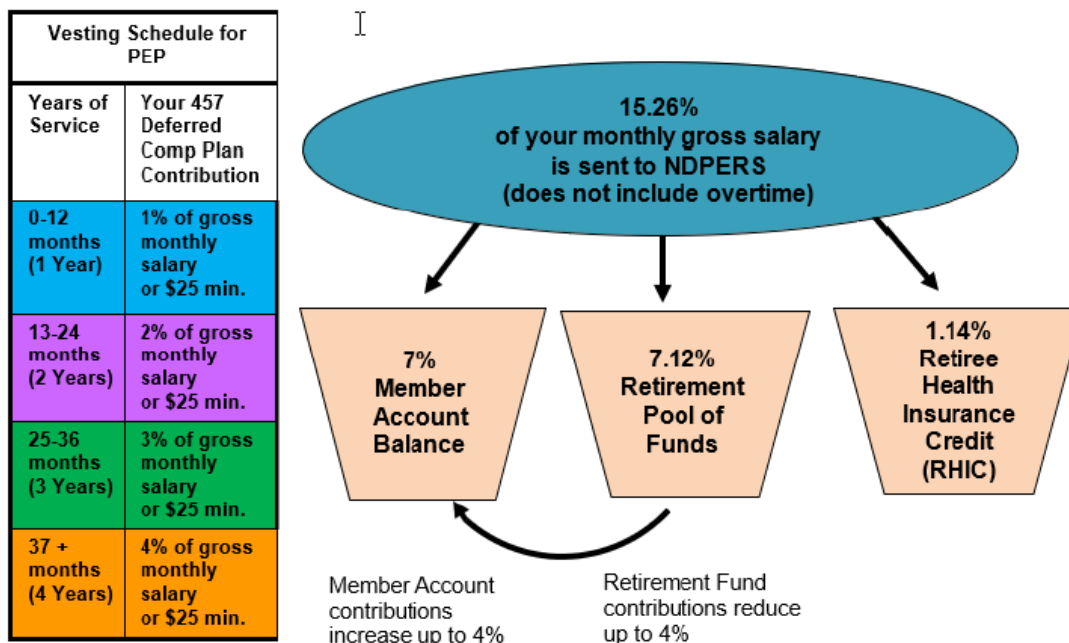 Vesting Schedule for
PEP
Years of
Service
Your 457
Deferred
Comp Plan
Contribution
0-12
months
(1 Year)
1% of gross
monthly
salary
or $25 min.
13-24
months
(2 Years)
2% of gross
monthly
salary
or $25 min.
25-36
months
(3 Years)
3% of gross
monthly
salary
or $25 min.
37 +
months
(4 Years)
4% of gross
monthly
salary
or $25 min.
15.26%
of your monthly gross salary
is sent to NDPERS
(does not include overtime)
7%
Member
Account
Balance
7.12%
Retirement
Pool of
Funds
1.14%
Retiree
Health
Insurance
Credit
(RHIC)
Member Account
contributions
increase up to 4%
Retirement Fund
contributions reduce
up to 4%